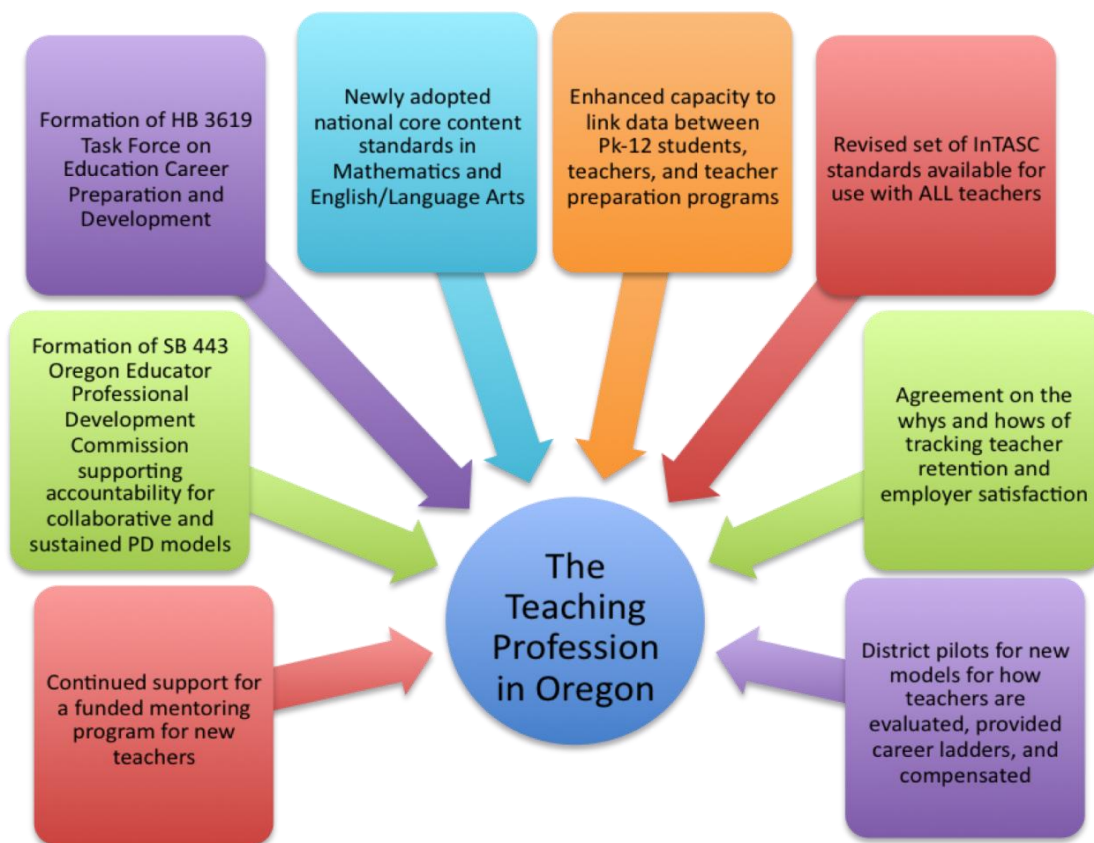 Formation of HB 3619
Task Force on
Education Career
Preparation and
Development
Newly adopted
national core content
standards in
Mathematics and
English/Language Arts
Enhanced capacity to
link data between
Pk-12 students,
teachers, and teacher
preparation programs
Revised set of InTASC
standards available for
use with ALL teachers
Formation of SB 443
Oregon Educator
Professional
Development
Commission
supporting
accountability for
collaborative and
sustained PD models
Agreement on the
whys and hows of
tracking teacher
retention and
employer satisfaction
Continued support for
a funded mentoring
program for new
teachers
The
Teaching
Profession
in Oregon
District pilots for new
models for how
teachers are
evaluated, provided
career ladders, and
compensated